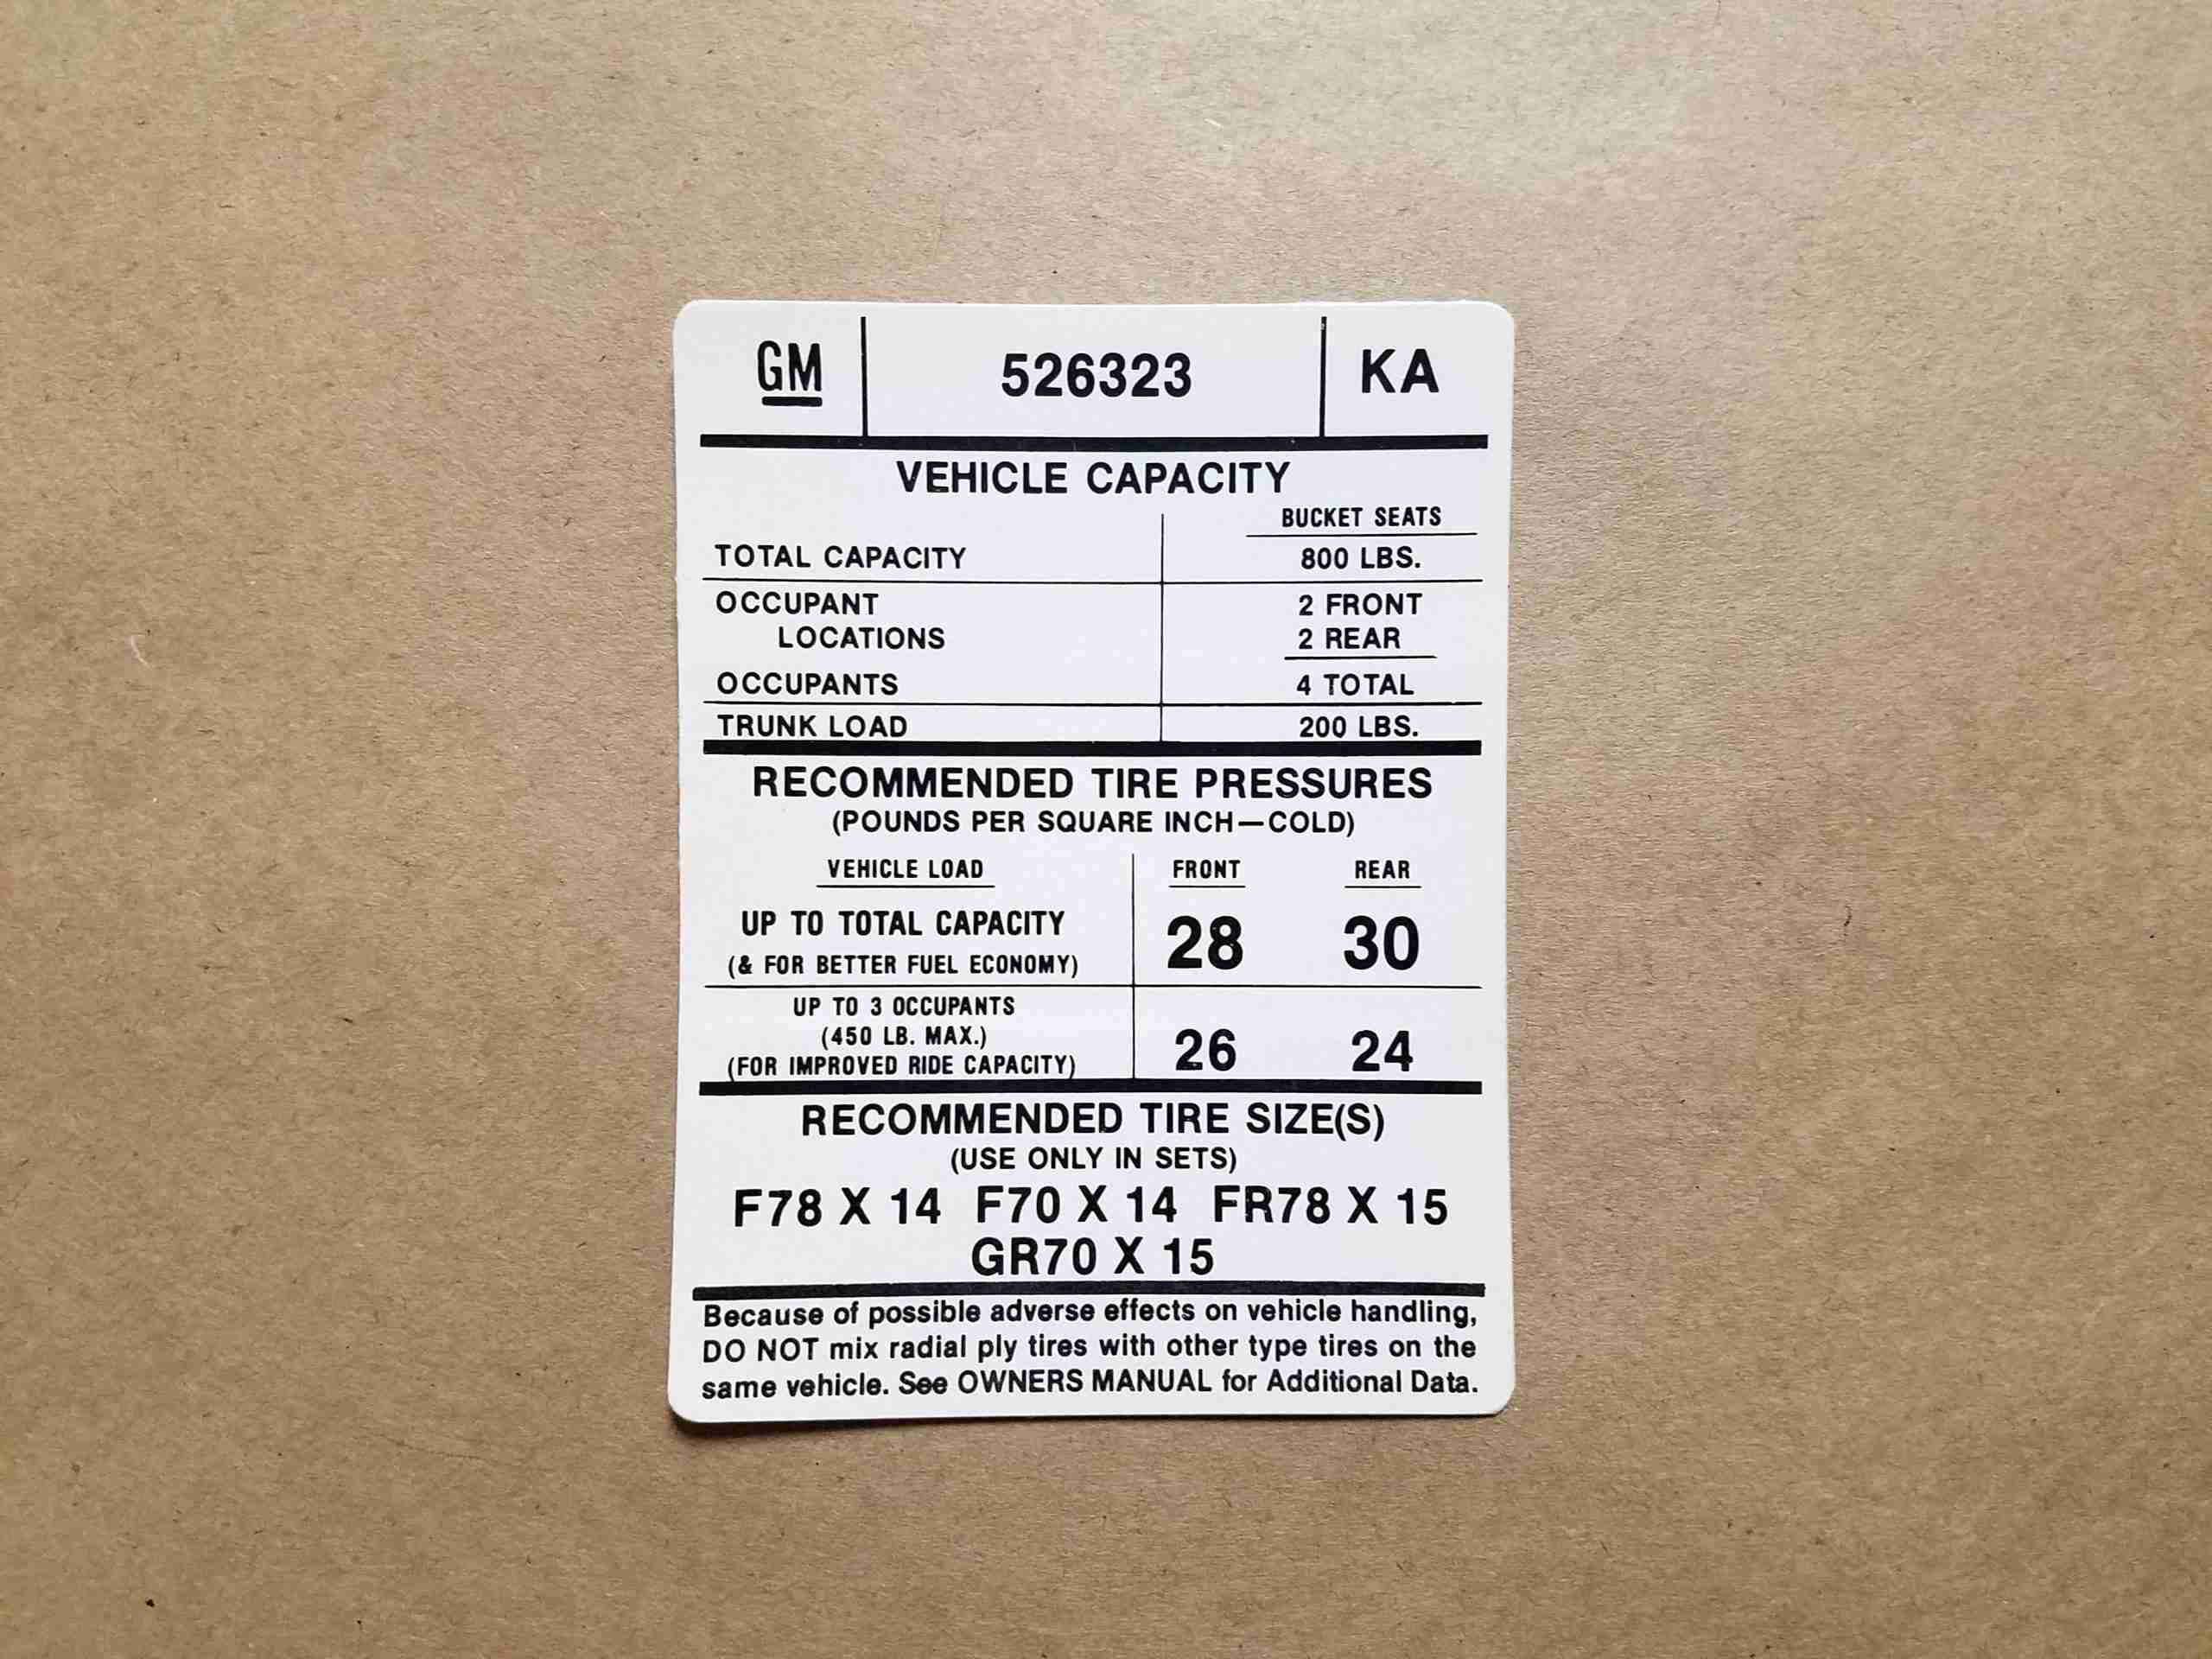 GM 526323 KA
VEHICLE CAPACITY
BUCKET SEATS
TOTAL CAPACITY 800 LBS.
OCCUPANT 2 FRONT
LOCATIONS 2 REAR
OCCUPANTS 4 TOTAL
TRUNK LOAD 200 LBS.
RECOMMENDED TIRE PRESSURES
(POUNDS PER SQUARE INCH—COLD)
VEHICLE LOAD FRONT REAR
UP TO TOTAL CAPACITY 28 30
(& FOR BETTER FUEL ECONOMY)
UP TO 3 OCCUPANTS
(450 LB. MAX.) 26 24
(FOR IMPROVED RIDE CAPACITY)
RECOMMENDED TIRE SIZE(S)
(USE ONLY IN SETS)
F78 X 14 F70 X 14 FR78 X 15
GR70 X 15
Because of possible adverse effects on vehicle handling,
DO NOT mix radial ply tires with other type tires on the
same vehicle. See OWNERS MANUAL for Additional Data.